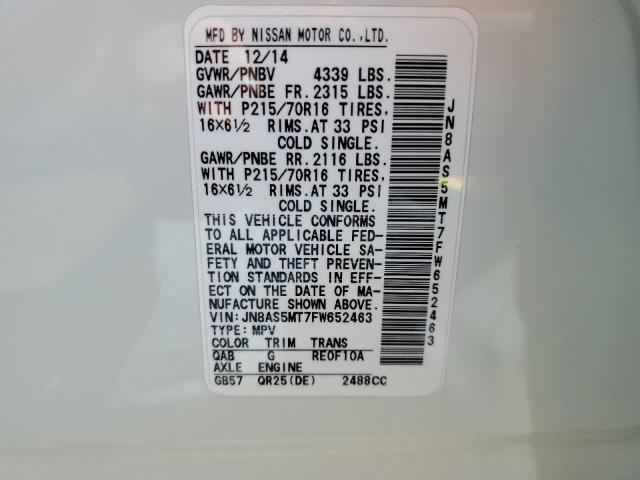 MFD BY NISSAN MOTOR CO.,LTD.
DATE 12/14
GVWR/PNBV 4339 LBS.
GAWR/PNBE FR. 2315 LBS.
WITH P215/70R16 TIRES.
16X6½ RIMS.AT 33 PSI
COLD SINGLE.
GAWR/PNBE RR. 2116 LBS.
WITH P215/70R16 TIRES.
16X6½ RIMS.AT 33 PSI
COLD SINGLE.
THIS VEHICLE CONFORMS
TO ALL APPLICABLE FED-
ERAL MOTOR VEHICLE SA-
FETY AND THEFT PREVEN-
TION STANDARDS IN EFF-
ECT ON THE DATE OF MA-
NUFACTURE SHOWN ABOVE.
VIN:JN8AS5MT7FW652463
TYPE:MPV
COLOR TRIM TRANS
QAB G RE0F10A
AXLE ENGINE
GB57 QR25(DE) 2488CC
JN8AS5MT7FW652463